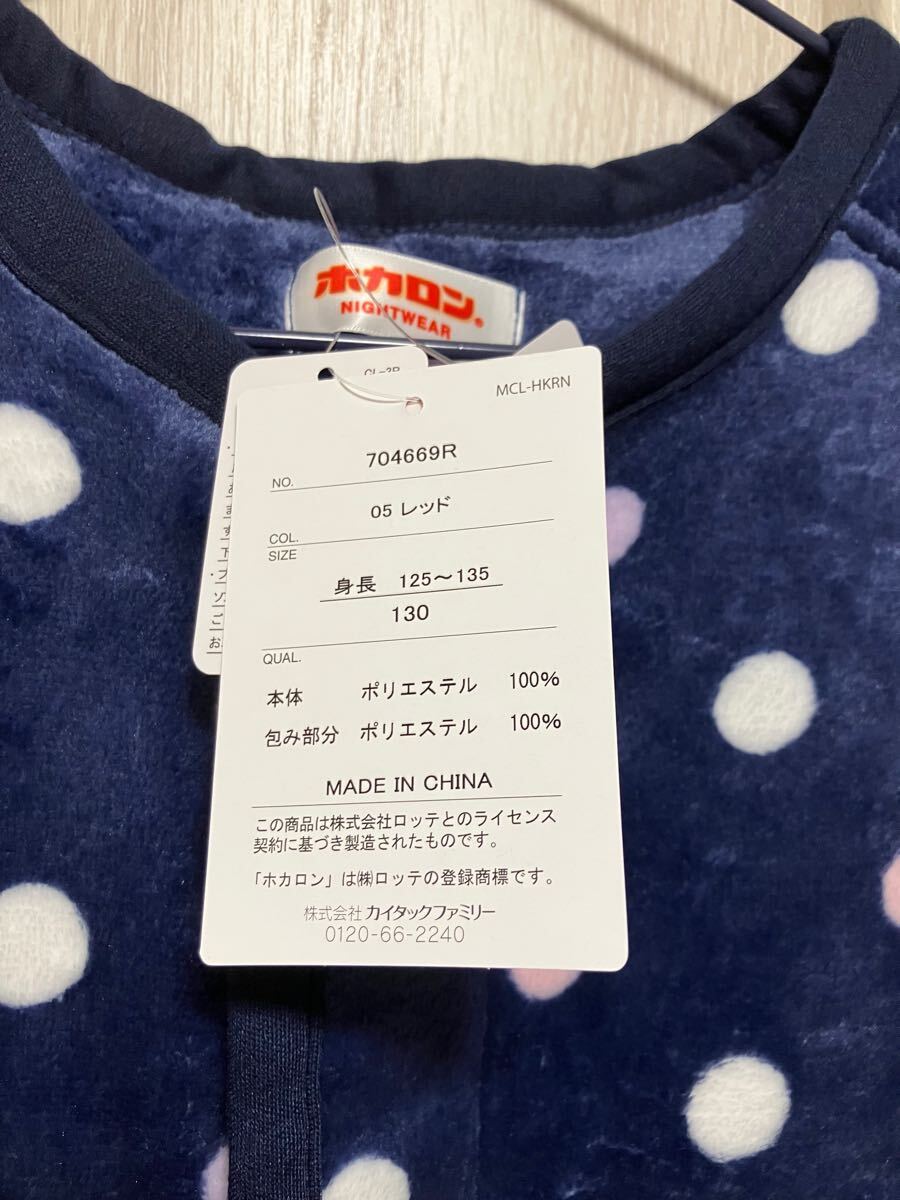 ホカロン®
NIGHTWEAR
CL-2R
MCL-HKRN
NO. 704669R
COL. 05 レッド
SIZE
身長 125〜135
130
QUAL.
本体 ポリエステル 100%
包み部分 ポリエステル 100%
MADE IN CHINA
この商品は株式会社ロッテとのライセンス
契約に基づき製造されたものです。
「ホカロン」は㈱ロッテの登録商標です。
株式会社 カイタックファミリー
0120-66-2240